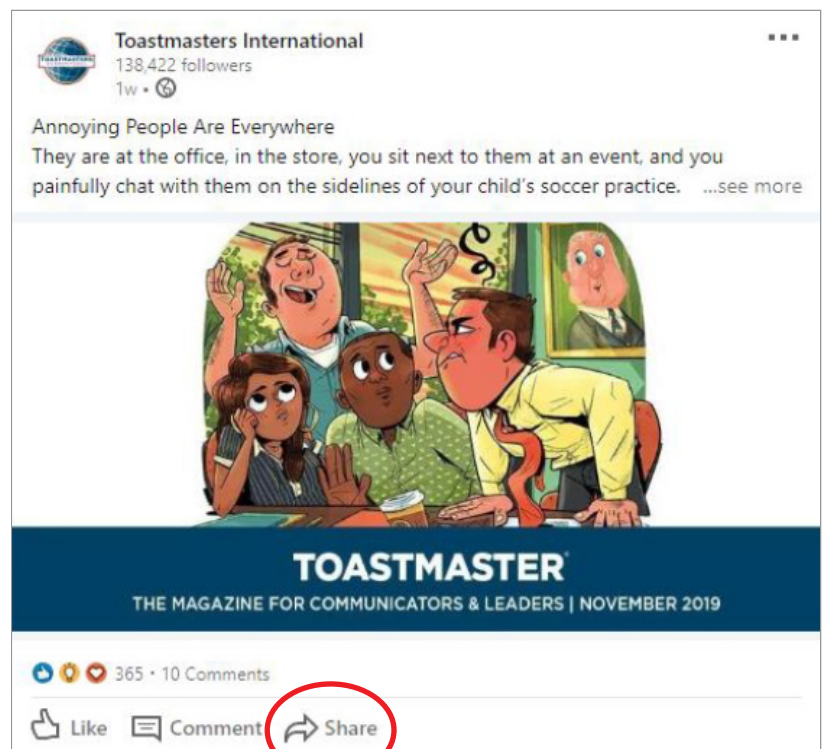 Toastmasters International
138,422 followers
1w •
Annoying People Are Everywhere
They are at the office, in the store, you sit next to them at an event, and you
painfully chat with them on the sidelines of your child's soccer practice. ...see more
TOASTMASTER
THE MAGAZINE FOR COMMUNICATORS & LEADERS | NOVEMBER 2019
365 • 10 Comments
Like Comment Share